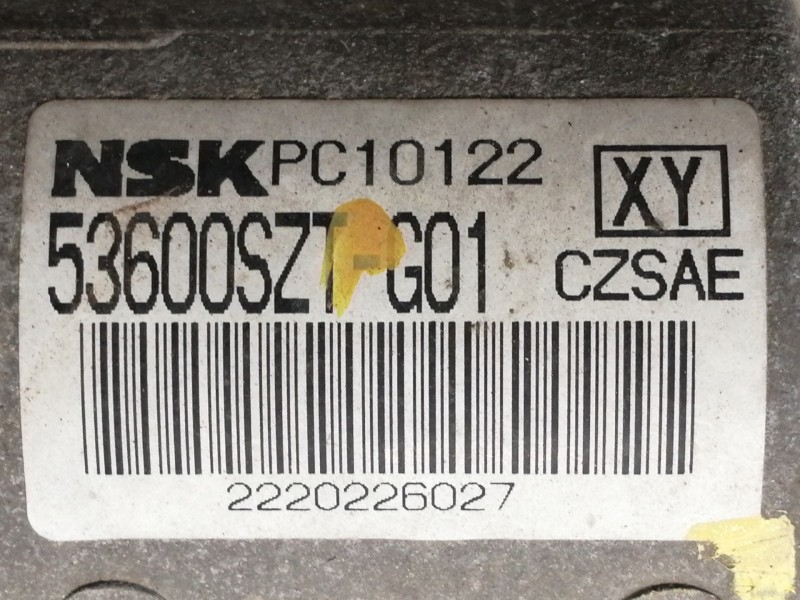 NSK PC10122
XY
53600SZT-G01
CZSAE
2220226027